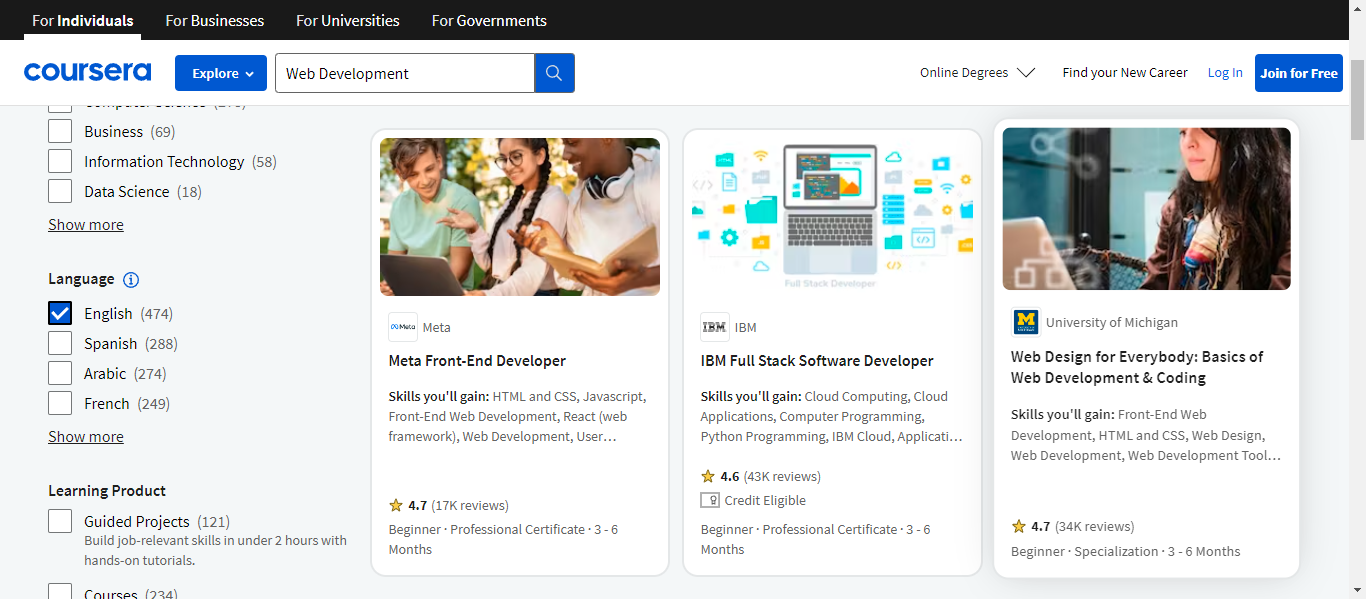 For Individuals
For Businesses
For Universities
For Governments
coursera
Explore
Web Development
Online Degrees
Find your New Career
Log In
Join for Free
Computer Science
Business (69)
Information Technology (58)
Data Science (18)
Show more
Language
English (474)
Spanish (288)
Arabic (274)
French (249)
Show more
Learning Product
Guided Projects (121)
Build job-relevant skills in under 2 hours with
hands-on tutorials.
Courses (234)
Meta
Meta
Meta Front-End Developer
Skills you'll gain: HTML and CSS, Javascript,
Front-End Web Development, React (web
framework), Web Development, User…
4.7 (17K reviews)
Beginner · Professional Certificate · 3 - 6
Months
Full Stack Developer
IBM
IBM
IBM Full Stack Software Developer
Skills you'll gain: Cloud Computing, Cloud
Applications, Computer Programming,
Python Programming, IBM Cloud, Applicati…
4.6 (43K reviews)
Credit Eligible
Beginner · Professional Certificate · 3 - 6
Months
M
University of Michigan
Web Design for Everybody: Basics of
Web Development & Coding
Skills you'll gain: Front-End Web
Development, HTML and CSS, Web Design,
Web Development, Web Development Tool…
4.7 (34K reviews)
Beginner · Specialization · 3 - 6 Months